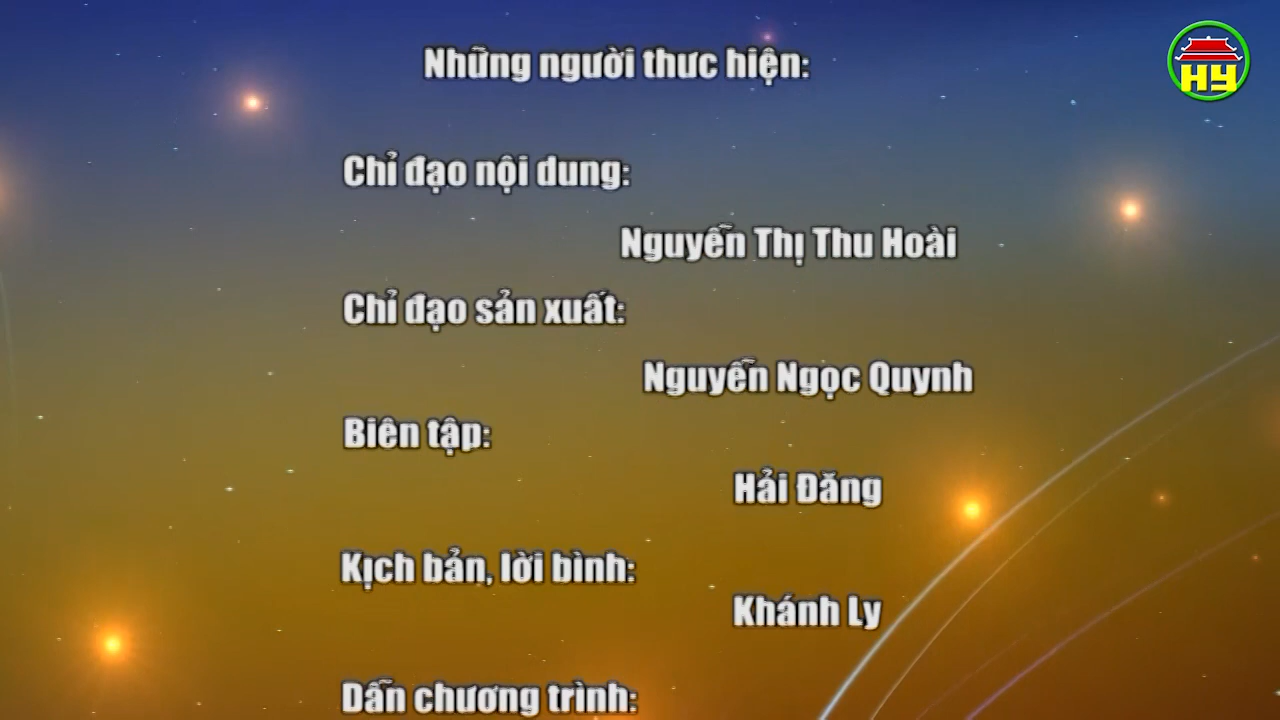 Những người thưc hiện:
HY
Chỉ đạo nội dung:
Nguyễn Thị Thu Hoài
Chỉ đạo sản xuất:
Nguyễn Ngọc Quynh
Biên tập:
Hải Đăng
Kịch bản, lời bình:
Khánh Ly
Dẫn chương trình: